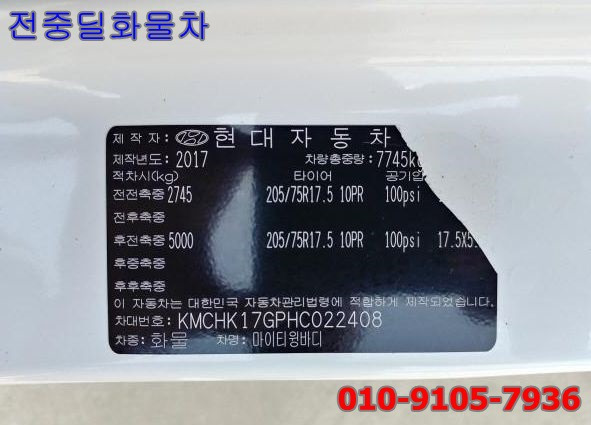 전중딜화물차
제 작 자 : 현 대 자 동 차
제작년도: 2017 차량총중량: 7745kg
적차시(kg) 타이어 공기압
전전축중 2745 205/75R17.5 10PR 100psi
전후축중
후전축중 5000 205/75R17.5 10PR 100psi 17.5X5
후중축중
후후축중
이 자동차는 대한민국 자동차관리법령에 적합하게 제작되었습니다.
차대번호: KMCHK17GPHC022408
차종: 화물 차명: 마이티윙바디
010-9105-7936